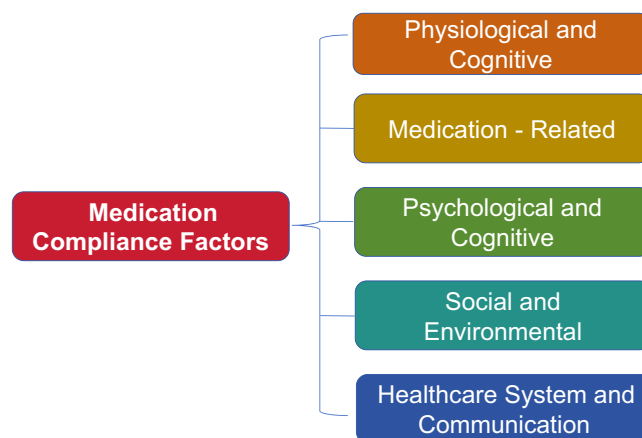 Physiological and
Cognitive
Medication - Related
Medication
Compliance Factors
Psychological and
Cognitive
Social and
Environmental
Healthcare System and
Communication